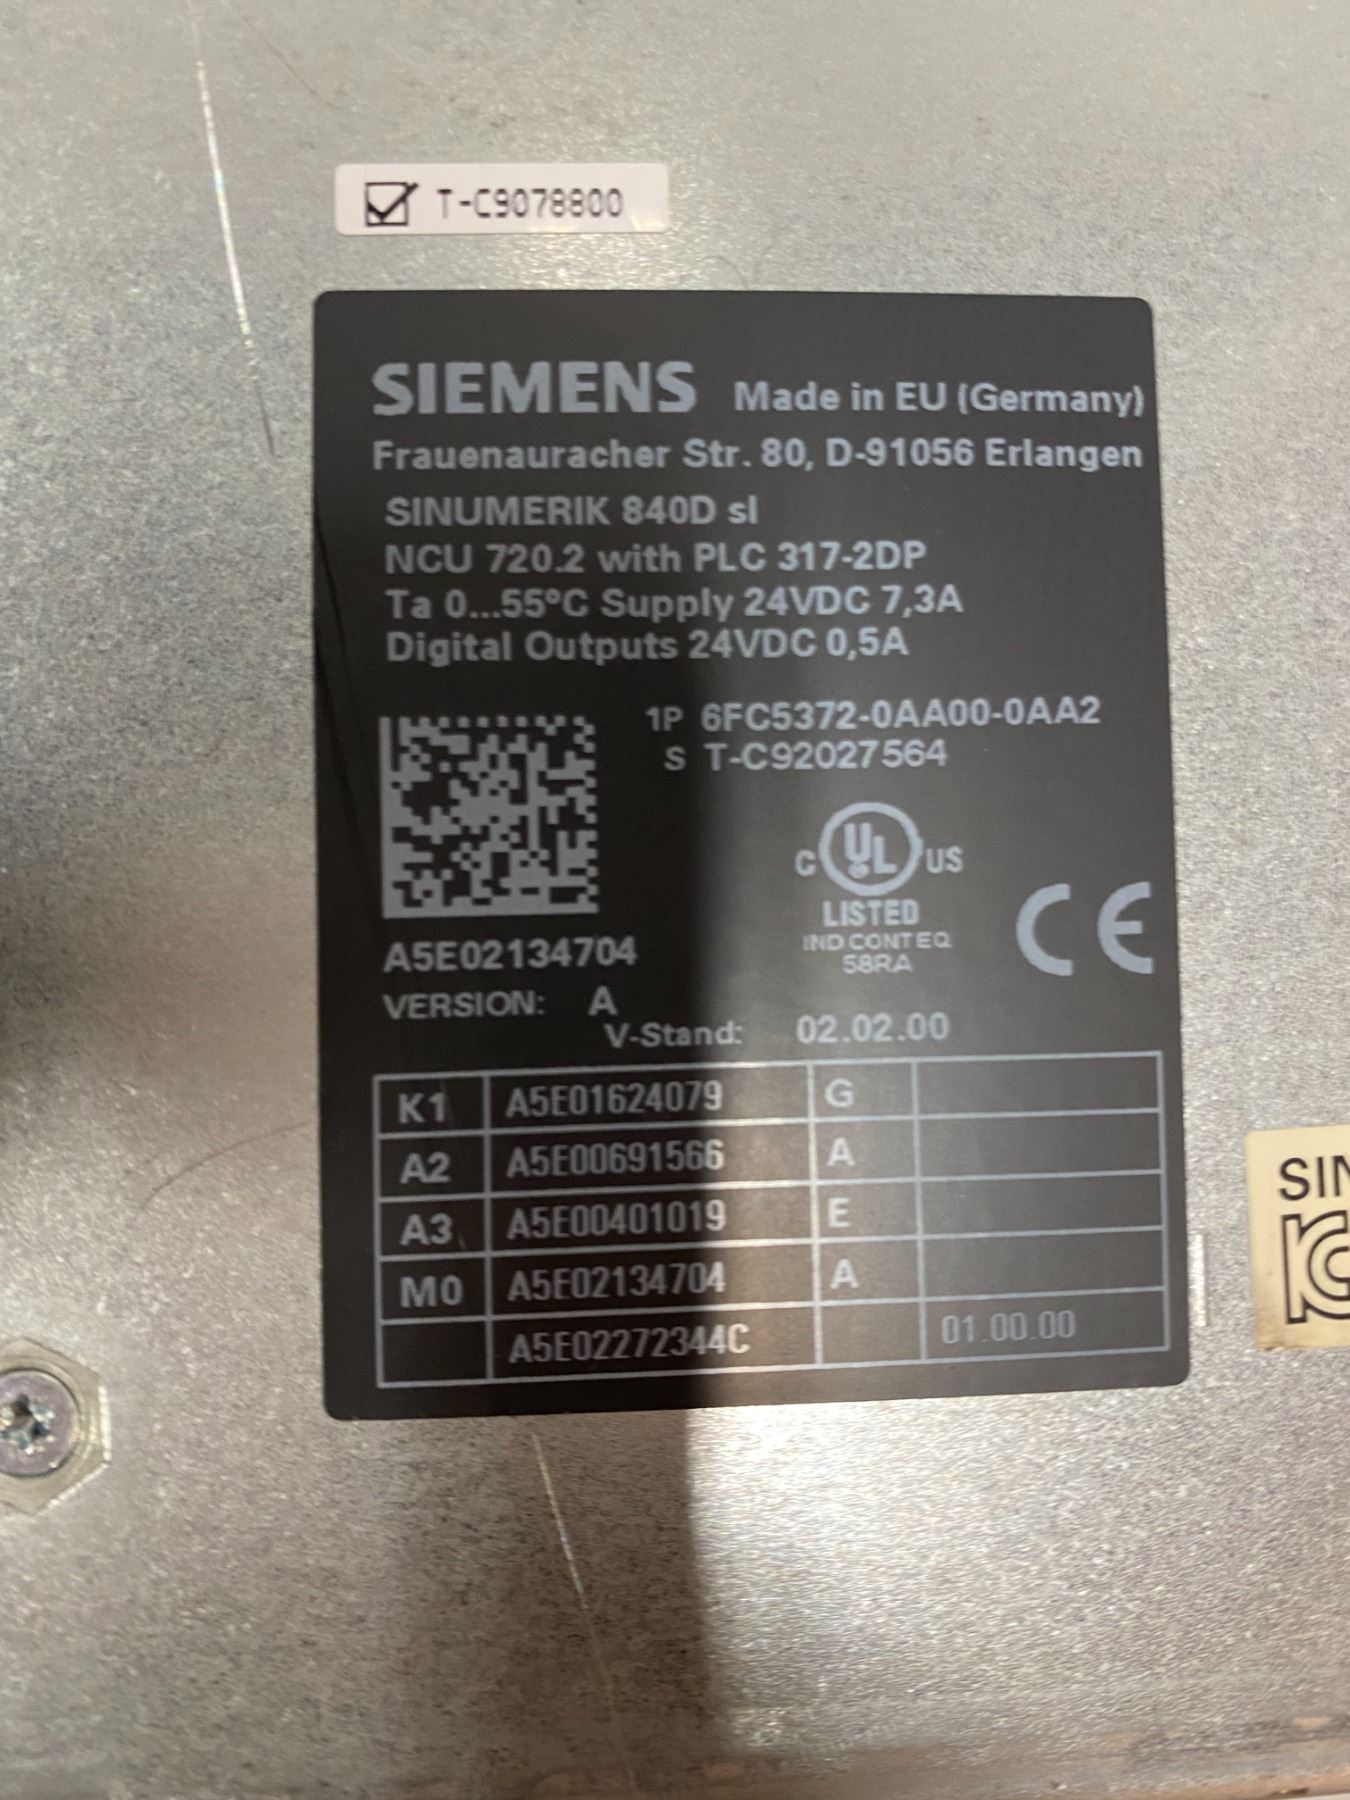 T-C9078800
SIEMENS Made in EU (Germany)
Frauenauracher Str. 80, D-91056 Erlangen
SINUMERIK 840D sl
NCU 720.2 with PLC 317-2DP
Ta 0...55°C Supply 24VDC 7,3A
Digital Outputs 24VDC 0,5A
1P 6FC5372-0AA00-0AA2
S T-C92027564
C UL US
LISTED
IND CONT EQ
58RA
CE
A5E02134704
VERSION: A
V-Stand: 02.02.00
K1 A5E01624079 G
A2 A5E00691566 A
A3 A5E00401019 E
M0 A5E02134704 A
A5E02272344C 01.00.00
SIN